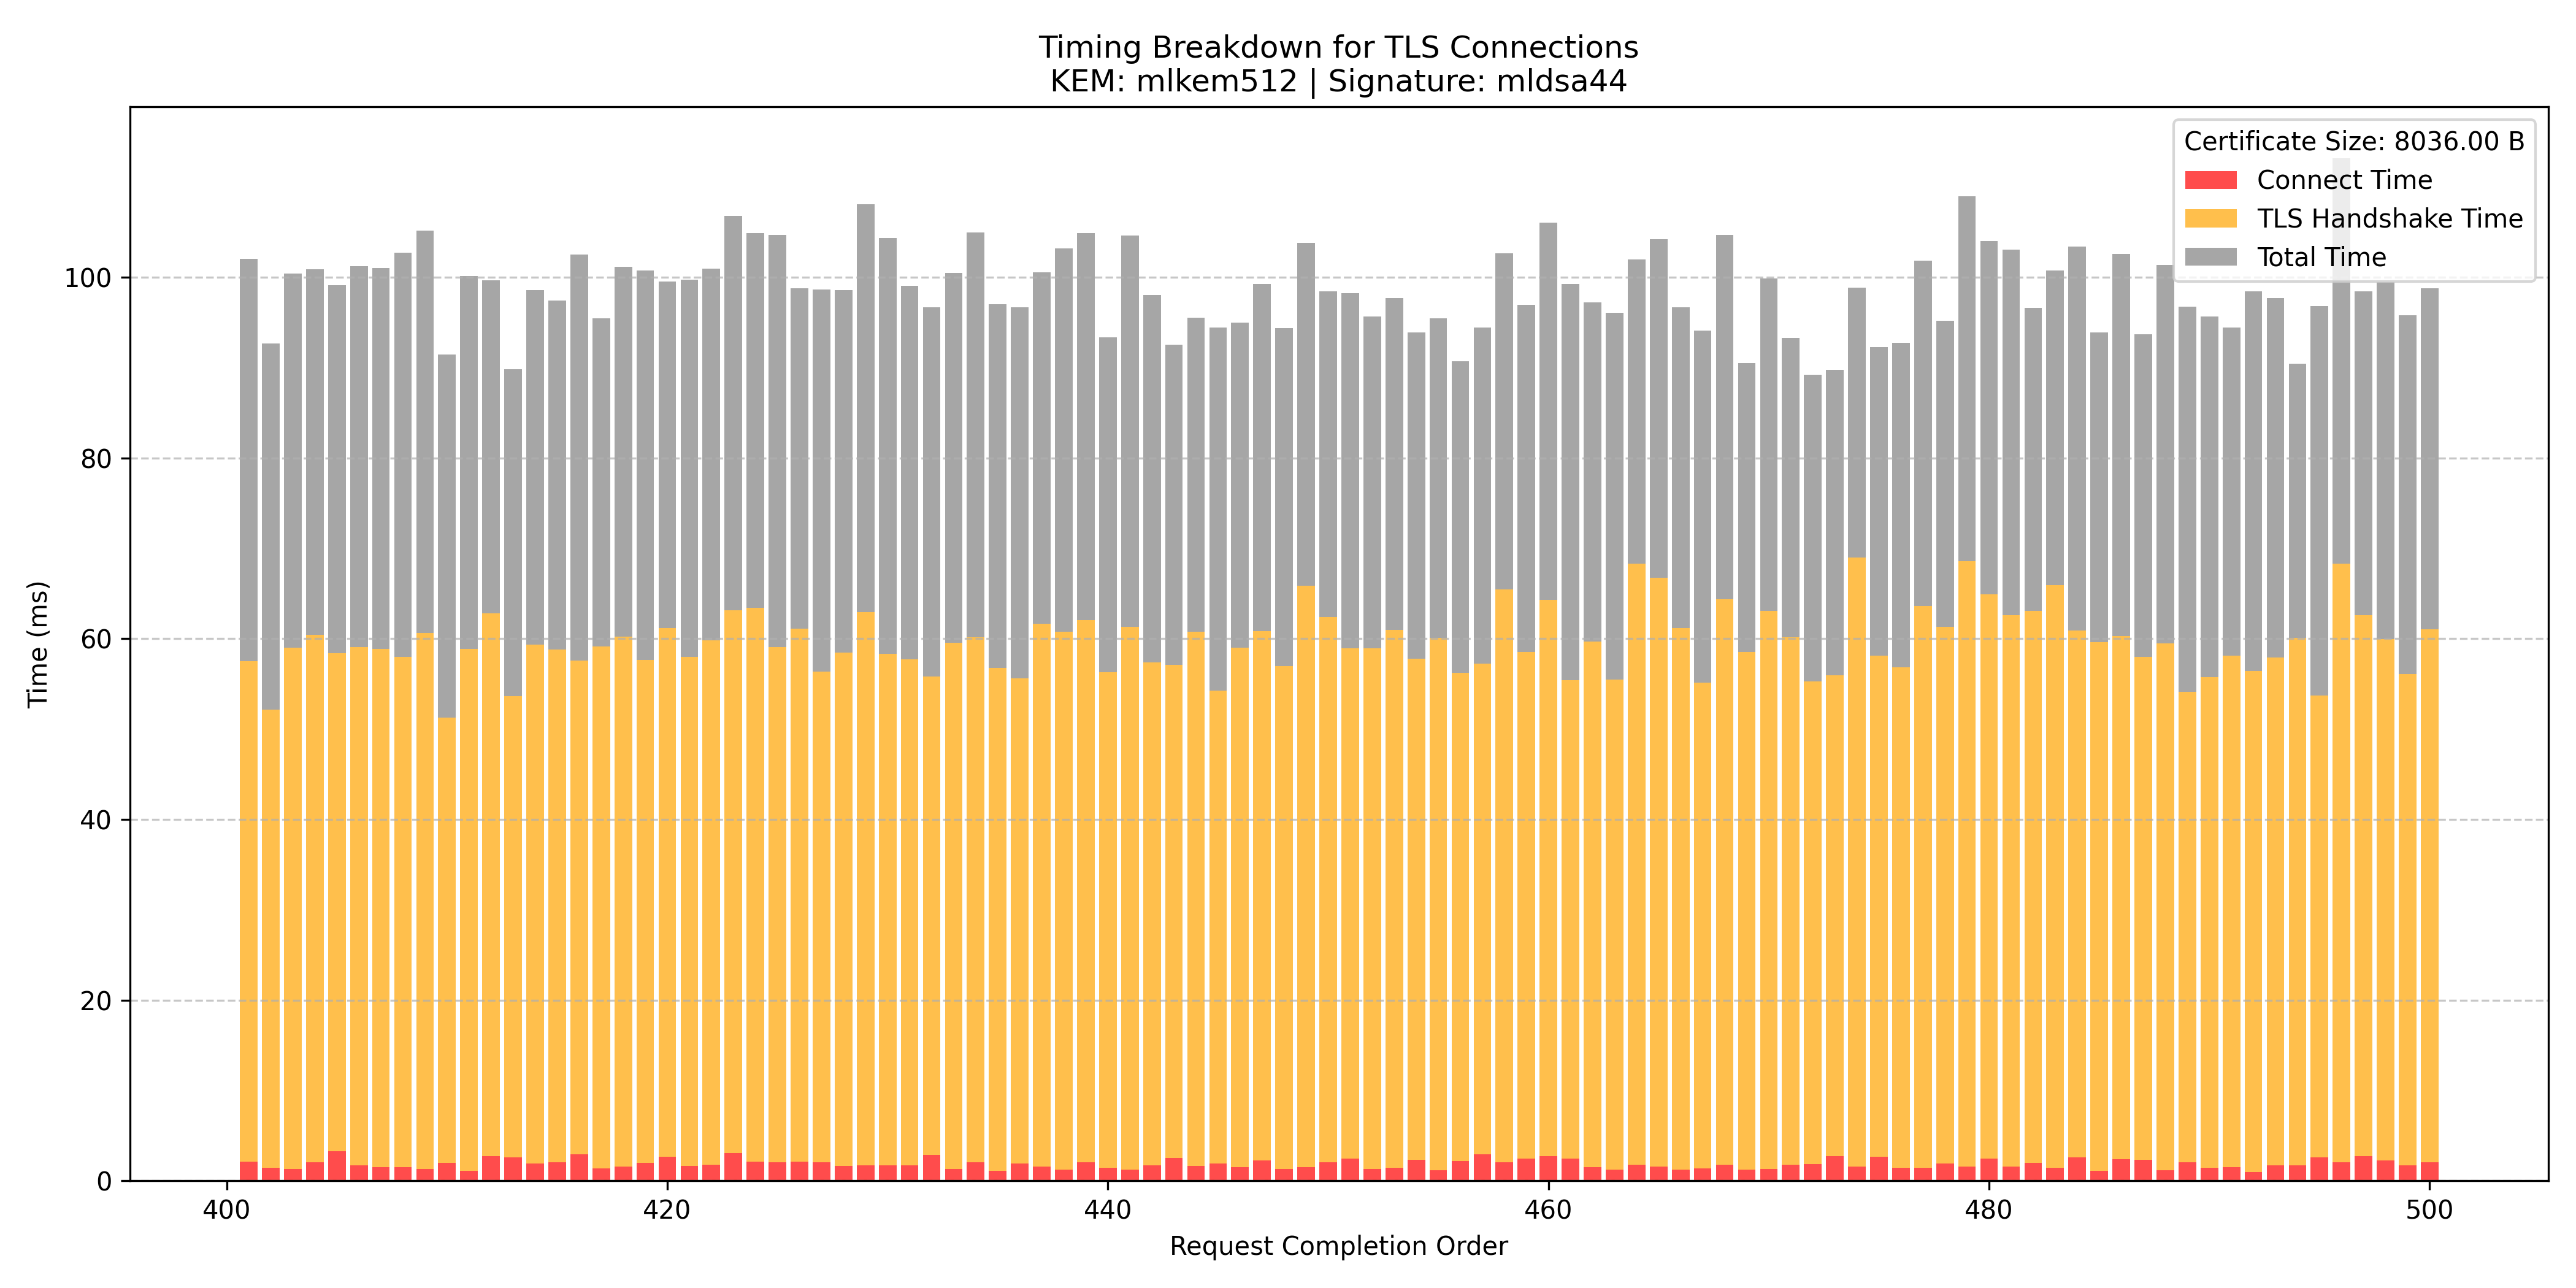 Timing Breakdown for TLS Connections
KEM: mlkem512 | Signature: mldsa44
Certificate Size: 8036.00 B
Connect Time
TLS Handshake Time
Total Time
Time (ms)
100
80
60
40
20
0
400 420 440 460 480 500
Request Completion Order